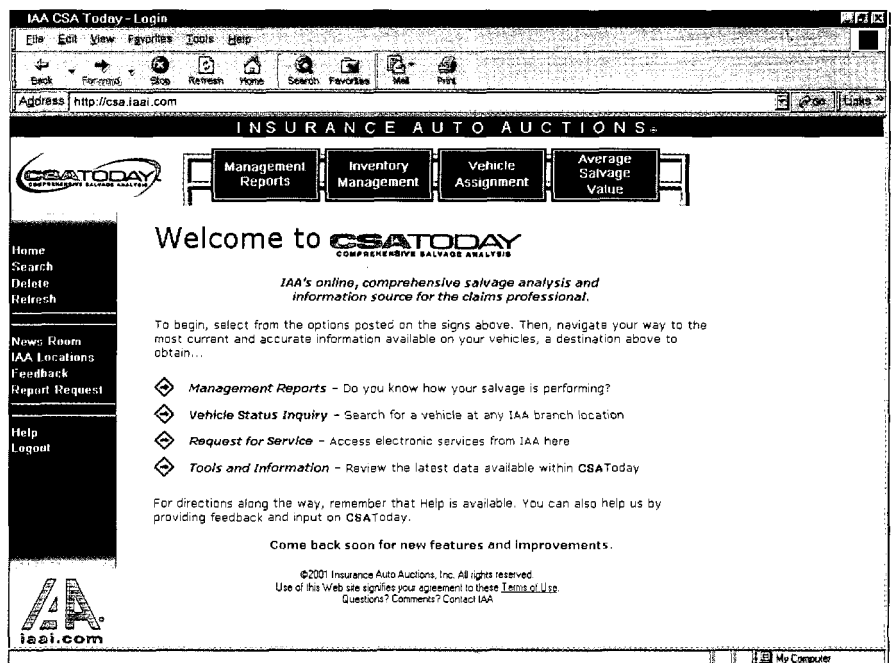 IAA CSA Today - Login
File Edit View Favorites Tools Help
Back Forward Stop Refresh Home Search Favorites Mail Print
Address http://csa.iaai.com Go Links »
INSURANCE AUTO AUCTIONS
CSATODAY
COMPREHENSIVE SALVAGE ANALYSIS
Management Reports
Inventory Management
Vehicle Assignment
Average Salvage Value
Home
Search
Delete
Refresh
News Room
IAA Locations
Feedback
Report Request
Help
Logout
Welcome to CSATODAY
COMPREHENSIVE SALVAGE ANALYSIS
IAA's online, comprehensive salvage analysis and
information source for the claims professional.
To begin, select from the options posted on the signs above. Then, navigate your way to the
most current and accurate information available on your vehicles, a destination above to
obtain...
Management Reports - Do you know how your salvage is performing?
Vehicle Status Inquiry - Search for a vehicle at any IAA branch location
Request for Service - Access electronic services from IAA here
Tools and Information - Review the latest data available within CSAToday
For directions along the way, remember that Help is available. You can also help us by
providing feedback and input on CSAToday.
Come back soon for new features and improvements.
©2001 Insurance Auto Auctions, Inc. All rights reserved.
Use of this Web site signifies your agreement to these Terms of Use.
Questions? Comments? Contact IAA
IAA.
iaai.com
My Computer